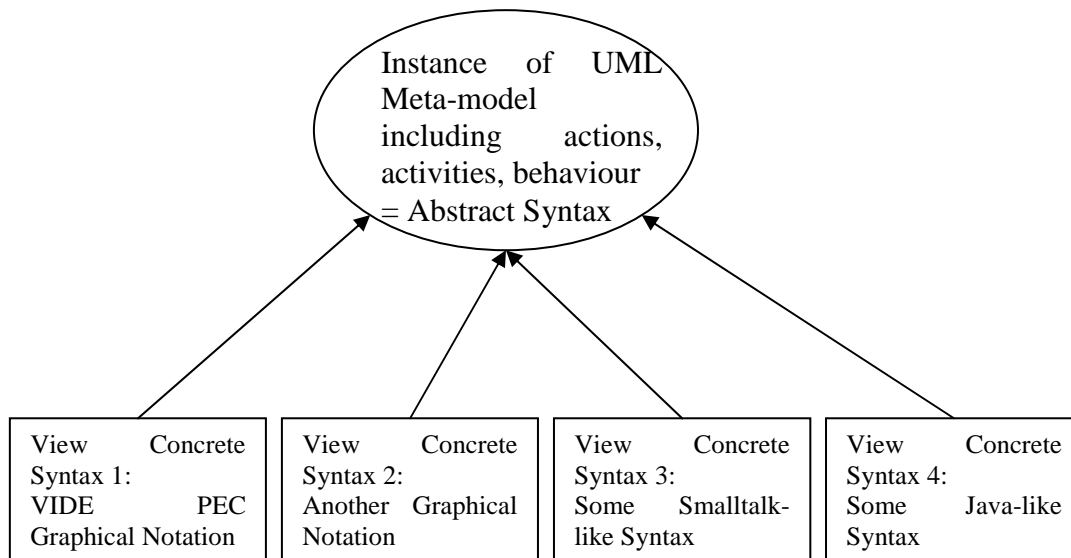 Instance of UML
Meta-model
including actions,
activities, behaviour
= Abstract Syntax
View Concrete
Syntax 1:
VIDE PEC
Graphical Notation
View Concrete
Syntax 2:
Another Graphical
Notation
View Concrete
Syntax 3:
Some Smalltalk-
like Syntax
View Concrete
Syntax 4:
Some Java-like
Syntax